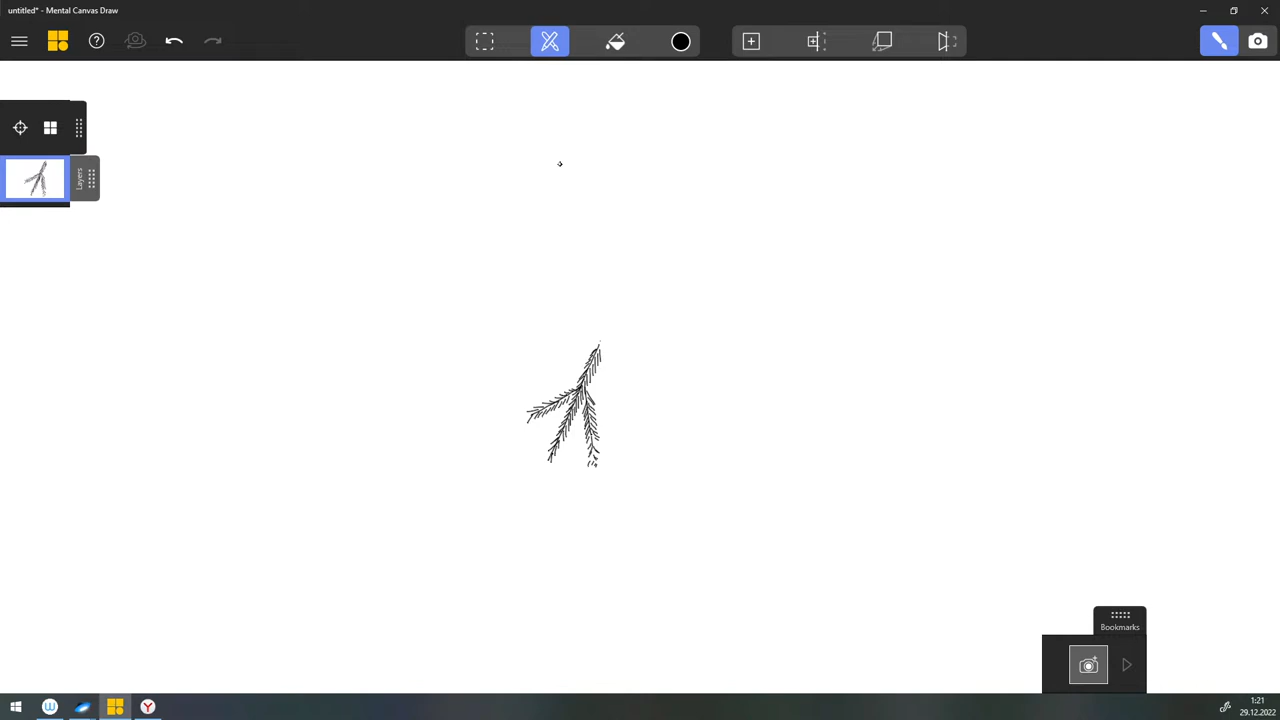 untitled* - Mental Canvas Draw
Layers
Bookmarks
1:21
29.12.2022